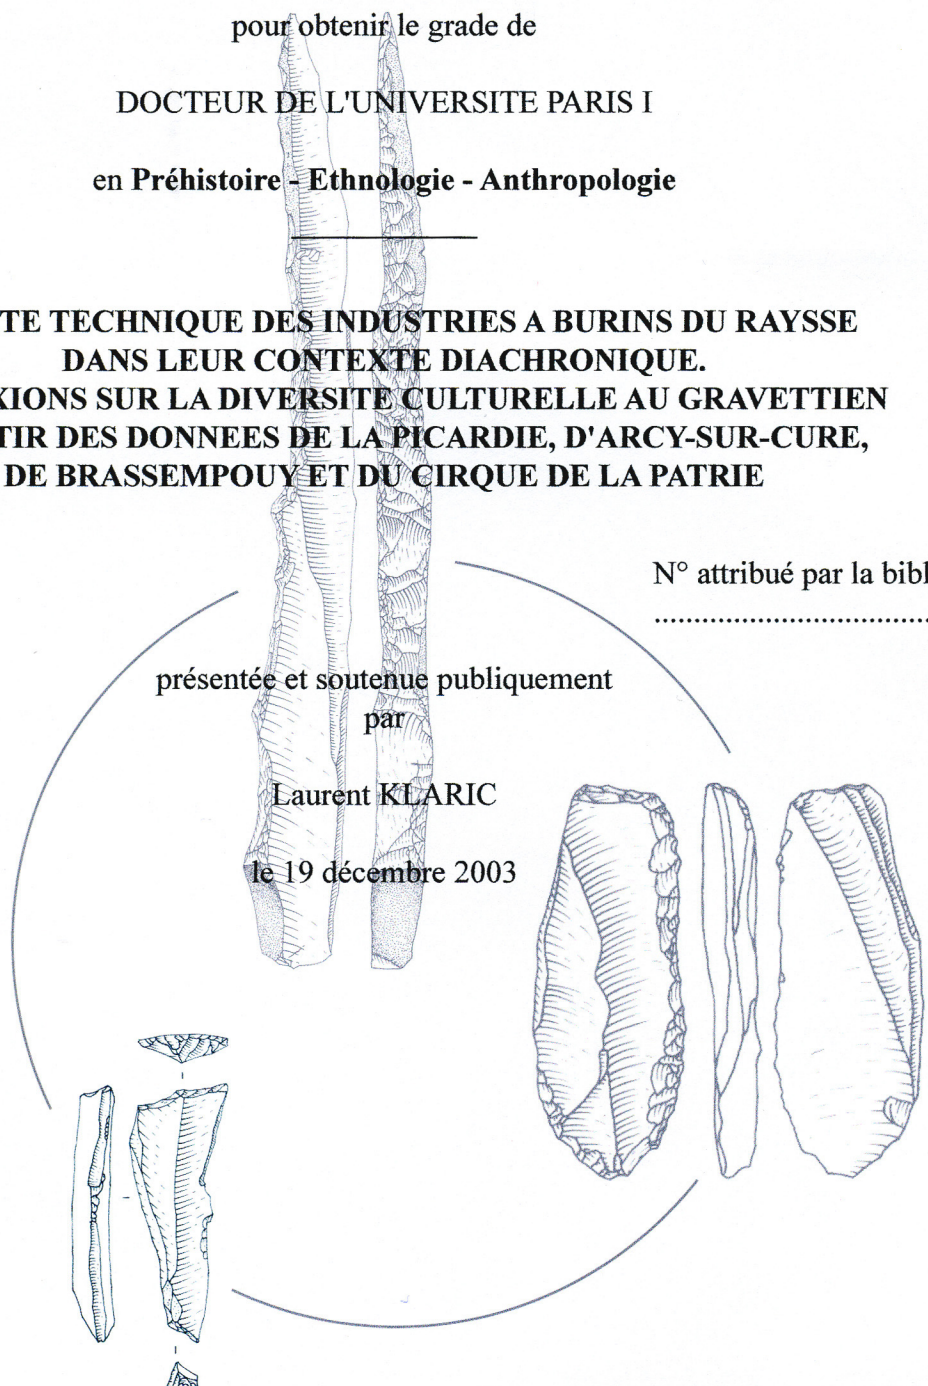 pour obtenir le grade de
DOCTEUR DE L'UNIVERSITE PARIS I
en Préhistoire - Ethnologie - Anthropologie
TE TECHNIQUE DES INDUSTRIES A BURINS DU RAYSSE
DANS LEUR CONTEXTE DIACHRONIQUE.
XIONS SUR LA DIVERSITE CULTURELLE AU GRAVETTIEN
TIR DES DONNEES DE LA PICARDIE, D'ARCY-SUR-CURE,
DE BRASSEMPOUY ET DU CIRQUE DE LA PATRIE
N° attribué par la bibl
présentée et soutenue publiquement
par
Laurent KLARIC
le 19 décembre 2003